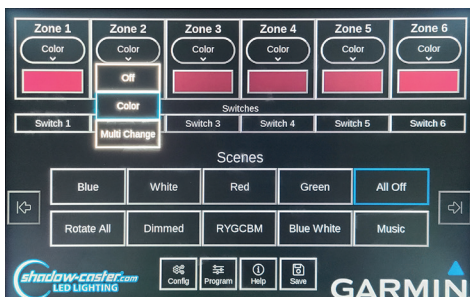 Zone 1 Zone 2 Zone 3 Zone 4 Zone 5 Zone 6
Color Color Color Color Color Color
Off
Color
Multi Change
Switches
Switch 1 Switch 3 Switch 4 Switch 5 Switch 6
Scenes
Blue White Red Green All Off
Rotate All Dimmed RYGCBM Blue White Music
Config Program Help Save
shadow-caster.com
LED LIGHTING
GARMIN